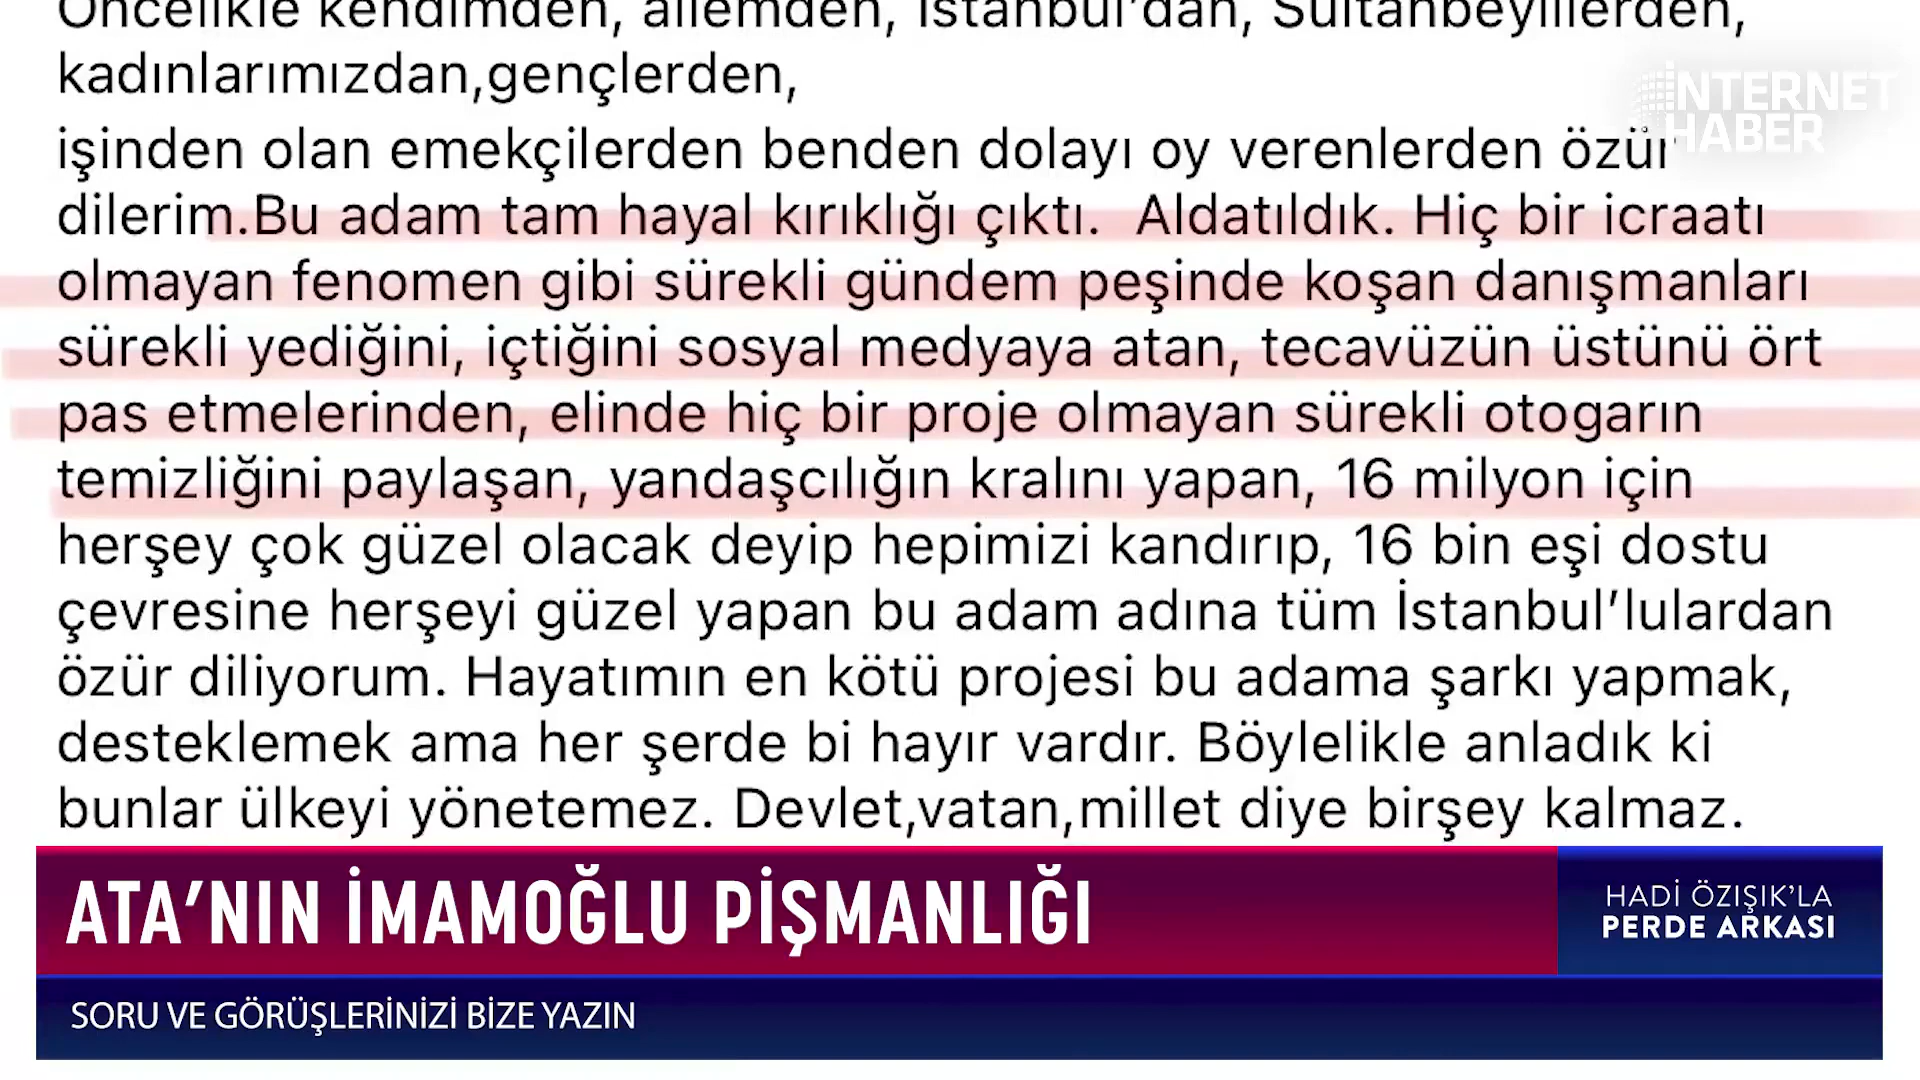 Öncelikle kendimden, ailemden, İstanbul'dan, Sultanbeylilerden,
kadınlarımızdan,gençlerden,
işinden olan emekçilerden benden dolayı oy verenlerden özür
dilerim.Bu adam tam hayal kırıklığı çıktı. Aldatıldık. Hiç bir icraatı
olmayan fenomen gibi sürekli gündem peşinde koşan danışmanları
sürekli yediğini, içtiğini sosyal medyaya atan, tecavüzün üstünü ört
pas etmelerinden, elinde hiç bir proje olmayan sürekli otogarın
temizliğini paylaşan, yandaşcılığın kralını yapan, 16 milyon için
herşey çok güzel olacak deyip hepimizi kandırıp, 16 bin eşi dostu
çevresine herşeyi güzel yapan bu adam adına tüm İstanbul'lulardan
özür diliyorum. Hayatımın en kötü projesi bu adama şarkı yapmak,
desteklemek ama her şerde bi hayır vardır. Böylelikle anladık ki
bunlar ülkeyi yönetemez. Devlet,vatan,millet diye birşey kalmaz.
İNTERNET
HABER
ATA'NIN İMAMOĞLU PİŞMANLIĞI
HADİ ÖZIŞIK'LA
PERDE ARKASI
SORU VE GÖRÜŞLERİNİZİ BİZE YAZIN